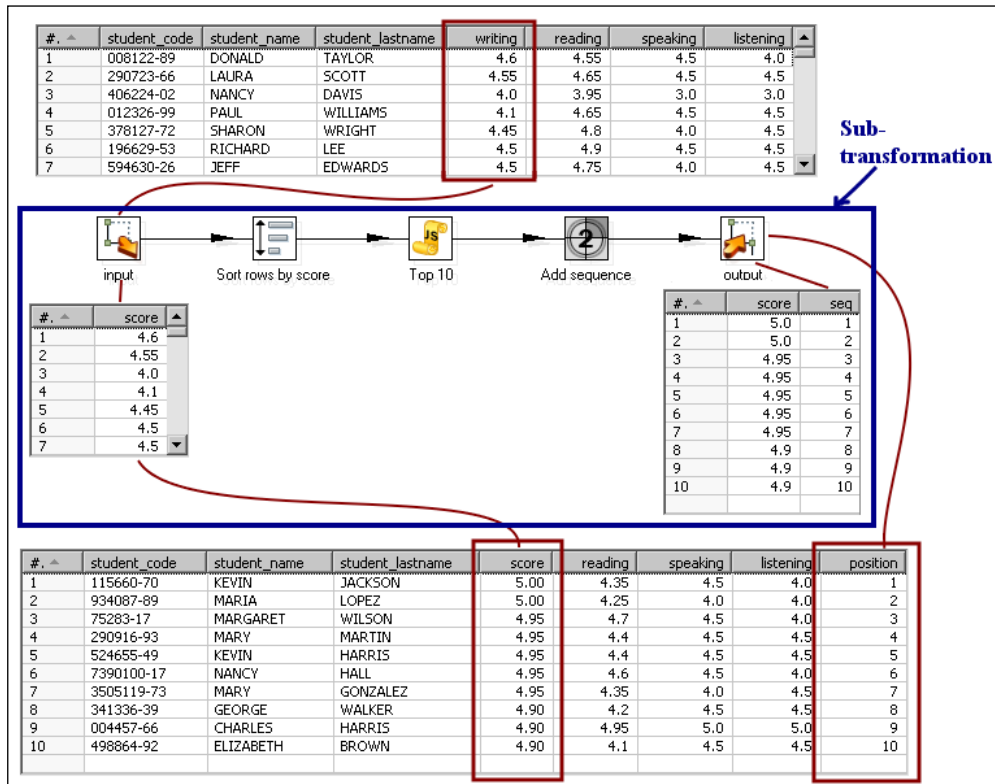 #. student_code student_name student_lastname writing reading speaking listening
1 008122-89 DONALD TAYLOR 4.6 4.55 4.5 4.0
2 290723-66 LAURA SCOTT 4.55 4.65 4.5 4.5
3 406224-02 NANCY DAVIS 4.0 3.95 3.0 3.0
4 012326-99 PAUL WILLIAMS 4.1 4.65 4.5 4.5
5 378127-72 SHARON WRIGHT 4.45 4.8 4.0 4.5
6 196629-53 RICHARD LEE 4.5 4.9 4.5 4.5
7 594630-26 JEFF EDWARDS 4.5 4.75 4.0 4.5
Sub-
transformation
input Sort rows by score Top 10 Add sequence output
#. score
1 4.6
2 4.55
3 4.0
4 4.1
5 4.45
6 4.5
7 4.5
#. score seq
1 5.0 1
2 5.0 2
3 4.95 3
4 4.95 4
5 4.95 5
6 4.95 6
7 4.95 7
8 4.9 8
9 4.9 9
10 4.9 10
#. student_code student_name student_lastname score reading speaking listening position
1 115660-70 KEVIN JACKSON 5.00 4.35 4.5 4.0 1
2 934087-89 MARIA LOPEZ 5.00 4.25 4.0 4.0 2
3 75283-17 MARGARET WILSON 4.95 4.7 4.5 4.0 3
4 290916-93 MARY MARTIN 4.95 4.4 4.5 4.5 4
5 524655-49 KEVIN HARRIS 4.95 4.4 4.5 4.5 5
6 7390100-17 NANCY HALL 4.95 4.6 4.5 4.0 6
7 3505119-73 MARY GONZALEZ 4.95 4.35 4.0 4.5 7
8 341336-39 GEORGE WALKER 4.90 4.2 4.5 4.5 8
9 004457-66 CHARLES HARRIS 4.90 4.95 5.0 5.0 9
10 498864-92 ELIZABETH BROWN 4.90 4.1 4.5 4.5 10